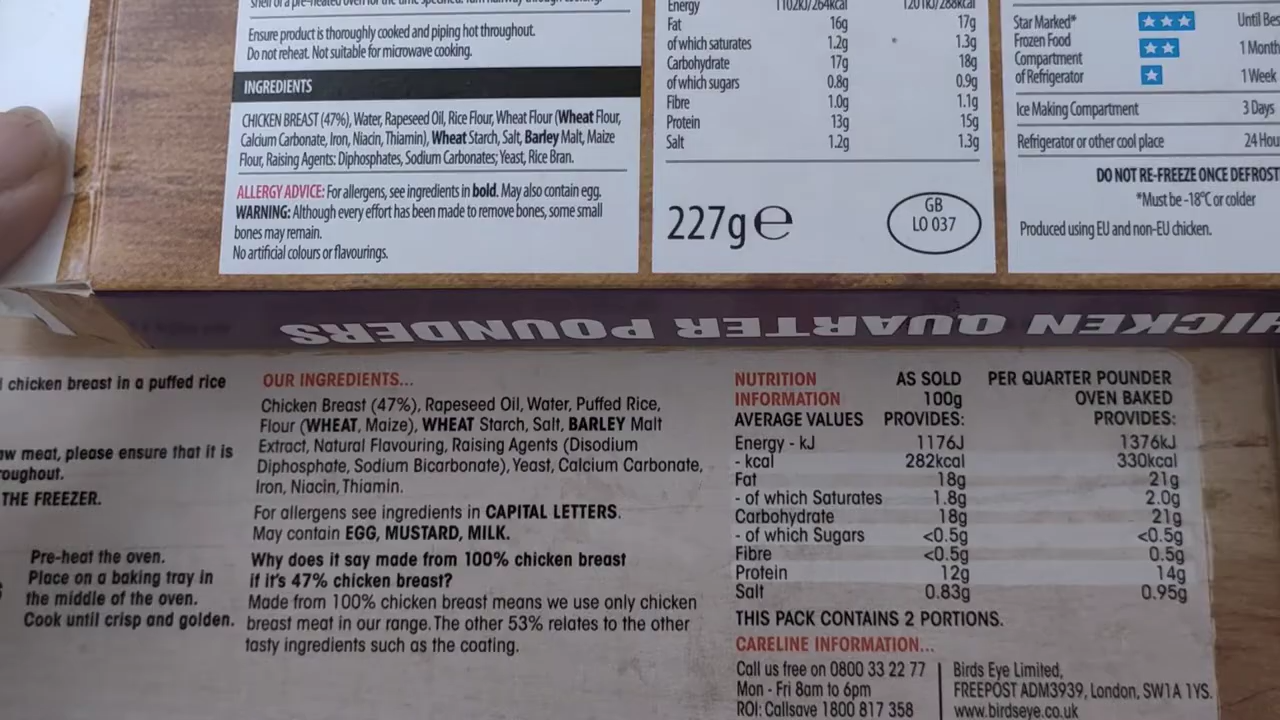 shell of a pre-heated oven for the time specified. Turn halfway through cooking.
Ensure product is thoroughly cooked and piping hot throughout.
Do not reheat. Not suitable for microwave cooking.
INGREDIENTS
CHICKEN BREAST (47%), Water, Rapeseed Oil, Rice Flour, Wheat Flour (Wheat Flour,
Calcium Carbonate, Iron, Niacin, Thiamin), Wheat Starch, Salt, Barley Malt, Maize
Flour, Raising Agents: Diphosphates, Sodium Carbonates; Yeast, Rice Bran.
ALLERGY ADVICE: For allergens, see ingredients in bold. May also contain egg.
WARNING: Although every effort has been made to remove bones, some small
bones may remain.
No artificial colours or flavourings.
Energy 1102kJ/264kcal 1201kJ/288kcal
Fat 16g 17g
of which saturates 1.2g 1.3g
Carbohydrate 17g 18g
of which sugars 0.8g 0.9g
Fibre 1.0g 1.1g
Protein 13g 15g
Salt 1.2g 1.3g
227g e
GB
LO 037
Star Marked* Until Bes
Frozen Food
Compartment 1 Month
of Refrigerator 1 Week
Ice Making Compartment 3 Days
Refrigerator or other cool place 24 Hou
DO NOT RE-FREEZE ONCE DEFROST
*Must be -18°C or colder
Produced using EU and non-EU chicken.
HICKEN QUARTER POUNDERS
chicken breast in a puffed rice
aw meat, please ensure that it is
roughout.
THE FREEZER.
Pre-heat the oven.
Place on a baking tray in
the middle of the oven.
Cook until crisp and golden.
OUR INGREDIENTS...
Chicken Breast (47%), Rapeseed Oil, Water, Puffed Rice,
Flour (WHEAT, Maize), WHEAT Starch, Salt, BARLEY Malt
Extract, Natural Flavouring, Raising Agents (Disodium
Diphosphate, Sodium Bicarbonate), Yeast, Calcium Carbonate,
Iron, Niacin, Thiamin.
For allergens see ingredients in CAPITAL LETTERS.
May contain EGG, MUSTARD, MILK.
Why does it say made from 100% chicken breast
if it's 47% chicken breast?
Made from 100% chicken breast means we use only chicken
breast meat in our range. The other 53% relates to the other
tasty ingredients such as the coating.
NUTRITION AS SOLD PER QUARTER POUNDER
INFORMATION 100g OVEN BAKED
AVERAGE VALUES PROVIDES: PROVIDES:
Energy - kJ 1176J 1376kJ
- kcal 282kcal 330kcal
Fat 18g 21g
- of which Saturates 1.8g 2.0g
Carbohydrate 18g 21g
- of which Sugars <0.5g <0.5g
Fibre <0.5g 0.5g
Protein 12g 14g
Salt 0.83g 0.95g
THIS PACK CONTAINS 2 PORTIONS.
CARELINE INFORMATION...
Call us free on 0800 33 22 77
Mon - Fri 8am to 6pm
ROI: Callsave 1800 817 358
Birds Eye Limited,
FREEPOST ADM3939, London, SW1A 1YS.
www.birdseye.co.uk